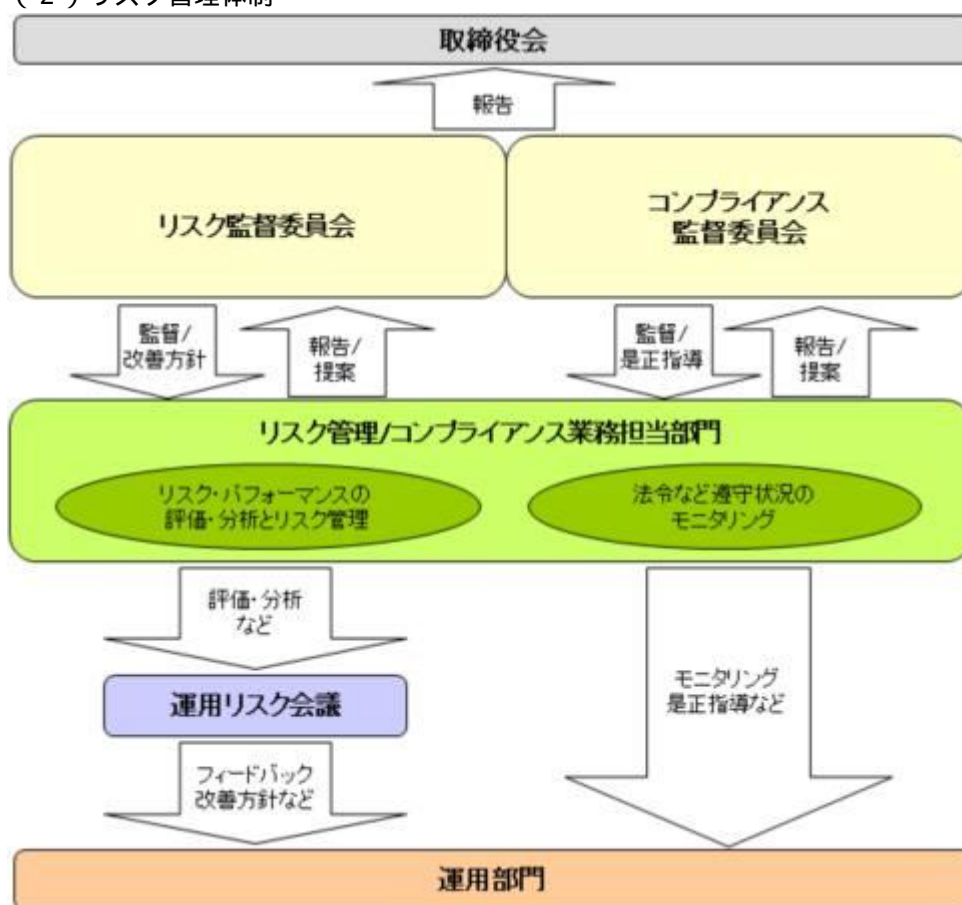 (2)リスク管理体制
取締役会
報告
リスク監督委員会
コンプライアンス
監督委員会
監督/
改善方針
報告/
提案
監督/
是正指導
報告/
提案
リスク管理/コンプライアンス業務担当部門
リスク・パフォーマンスの
評価・分析とリスク管理
法令など遵守状況の
モニタリング
評価・分析
など
運用リスク会議
モニタリング
是正指導など
フィードバック
改善方針など
運用部門